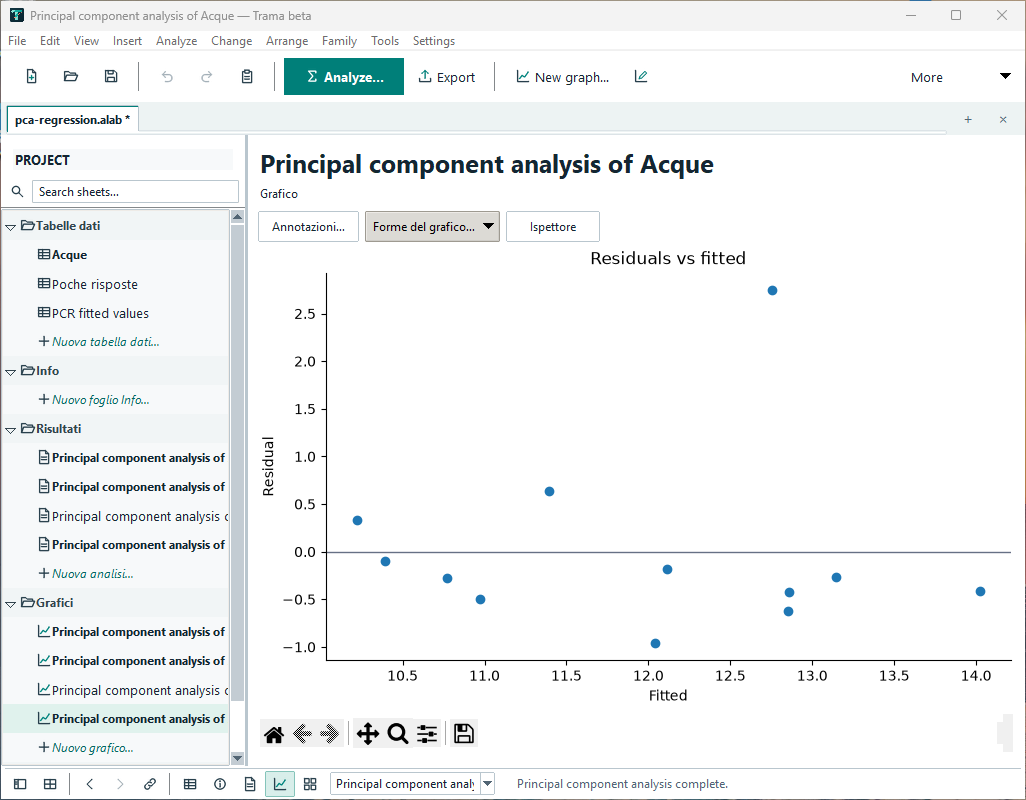 Principal component analysis of Acque — Trama beta
File Edit View Insert Analyze Change Arrange Family Tools Settings
Σ Analyze... Export New graph... More
pca-regression.alab *
PROJECT
Search sheets...
Tabelle dati
Acque
Poche risposte
PCR fitted values
Nuova tabella dati...
Info
Nuovo foglio Info...
Risultati
Principal component analysis of
Principal component analysis of
Principal component analysis
Principal component analysis of
Nuova analisi...
Grafici
Principal component analysis of
Principal component analysis of
Principal component analysis
Principal component analysis of
Nuovo grafico...
Principal component analysis of Acque
Grafico
Annotazioni... Forme del grafico... Ispettore
Residuals vs fitted
Residual
2.5
2.0
1.5
1.0
0.5
0.0
−0.5
−1.0
10.5 11.0 11.5 12.0 12.5 13.0 13.5 14.0
Fitted
Principal component Principal component analysis complete.